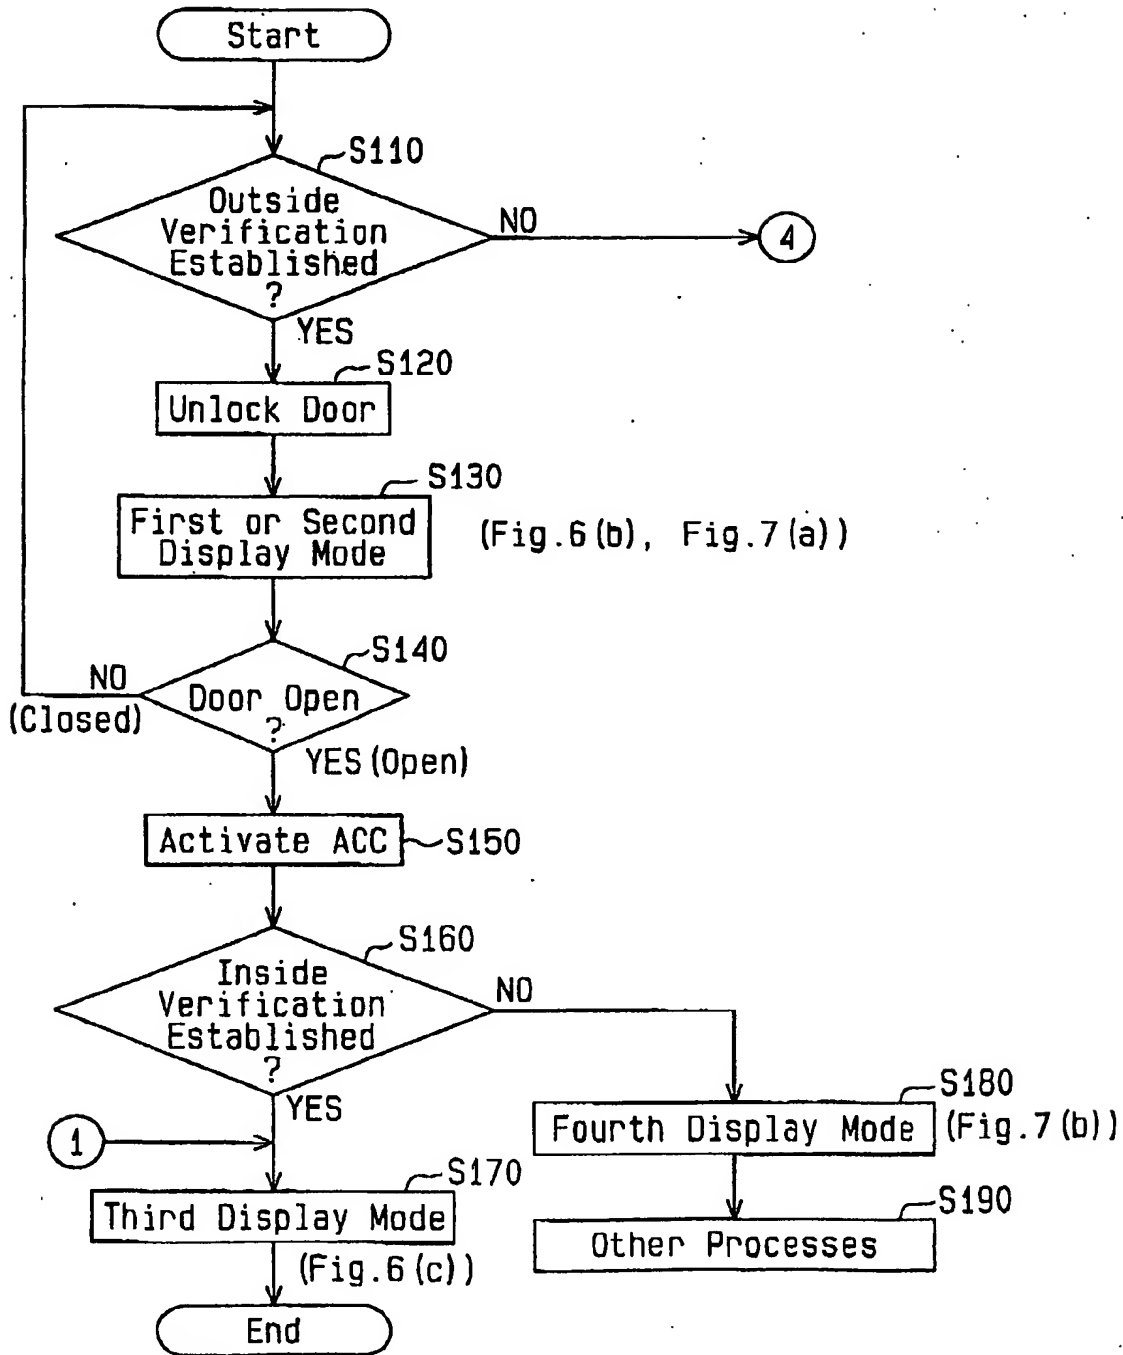 Start
S110
Outside
Verification
Established
?
NO
4
YES
S120
Unlock Door
S130
First or Second
Display Mode
(Fig.6(b), Fig.7(a))
S140
NO
(Closed)
Door Open
?
YES(Open)
Activate ACC
S150
S160
Inside
Verification
Established
?
NO
YES
1
S180
Fourth Display Mode
(Fig.7(b))
S170
Third Display Mode
(Fig.6(c))
S190
Other Processes
End